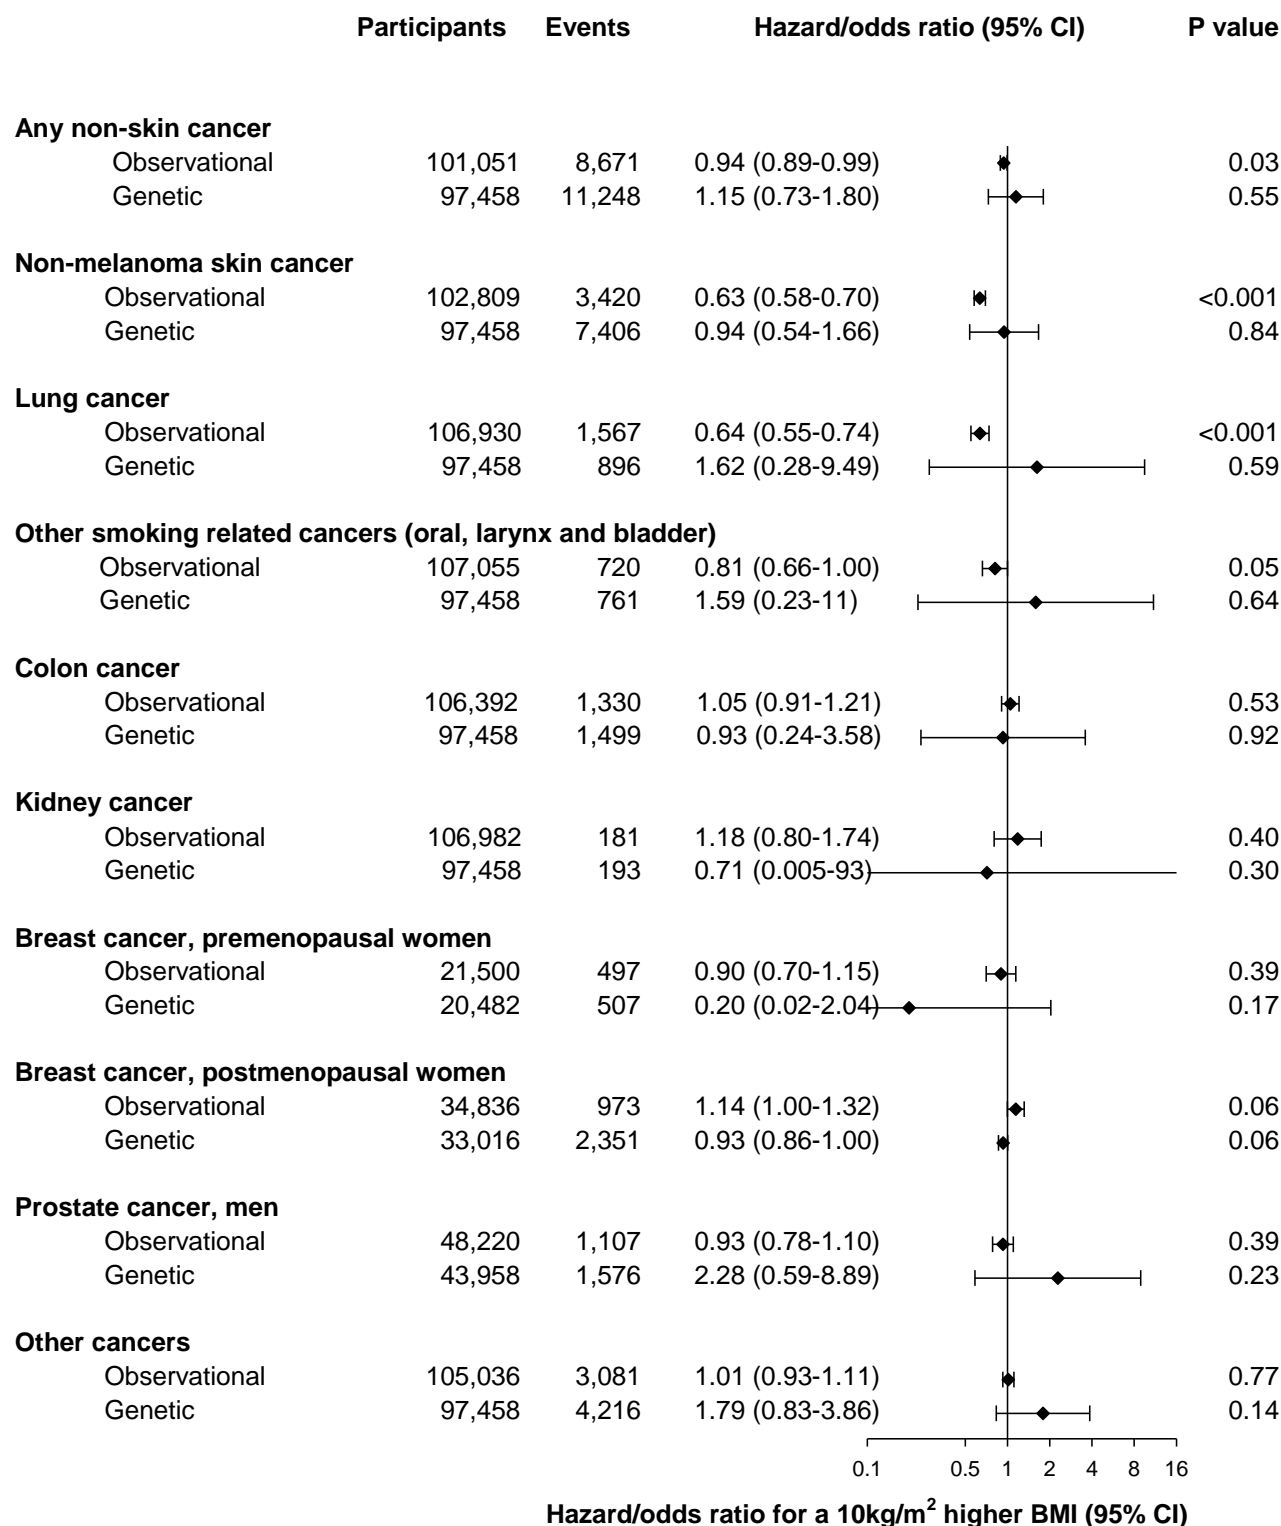 Participants Events Hazard/odds ratio (95% CI) P value
Any non-skin cancer
Observational 101,051 8,671 0.94 (0.89-0.99) 0.03
Genetic 97,458 11,248 1.15 (0.73-1.80) 0.55
Non-melanoma skin cancer
Observational 102,809 3,420 0.63 (0.58-0.70) <0.001
Genetic 97,458 7,406 0.94 (0.54-1.66) 0.84
Lung cancer
Observational 106,930 1,567 0.64 (0.55-0.74) <0.001
Genetic 97,458 896 1.62 (0.28-9.49) 0.59
Other smoking related cancers (oral, larynx and bladder)
Observational 107,055 720 0.81 (0.66-1.00) 0.05
Genetic 97,458 761 1.59 (0.23-11) 0.64
Colon cancer
Observational 106,392 1,330 1.05 (0.91-1.21) 0.53
Genetic 97,458 1,499 0.93 (0.24-3.58) 0.92
Kidney cancer
Observational 106,982 181 1.18 (0.80-1.74) 0.40
Genetic 97,458 193 0.71 (0.005-93) 0.30
Breast cancer, premenopausal women
Observational 21,500 497 0.90 (0.70-1.15) 0.39
Genetic 20,482 507 0.20 (0.02-2.04) 0.17
Breast cancer, postmenopausal women
Observational 34,836 973 1.14 (1.00-1.32) 0.06
Genetic 33,016 2,351 0.93 (0.86-1.00) 0.06
Prostate cancer, men
Observational 48,220 1,107 0.93 (0.78-1.10) 0.39
Genetic 43,958 1,576 2.28 (0.59-8.89) 0.23
Other cancers
Observational 105,036 3,081 1.01 (0.93-1.11) 0.77
Genetic 97,458 4,216 1.79 (0.83-3.86) 0.14
0.1 0.5 1 2 4 8 16
Hazard/odds ratio for a 10kg/m² higher BMI (95% CI)